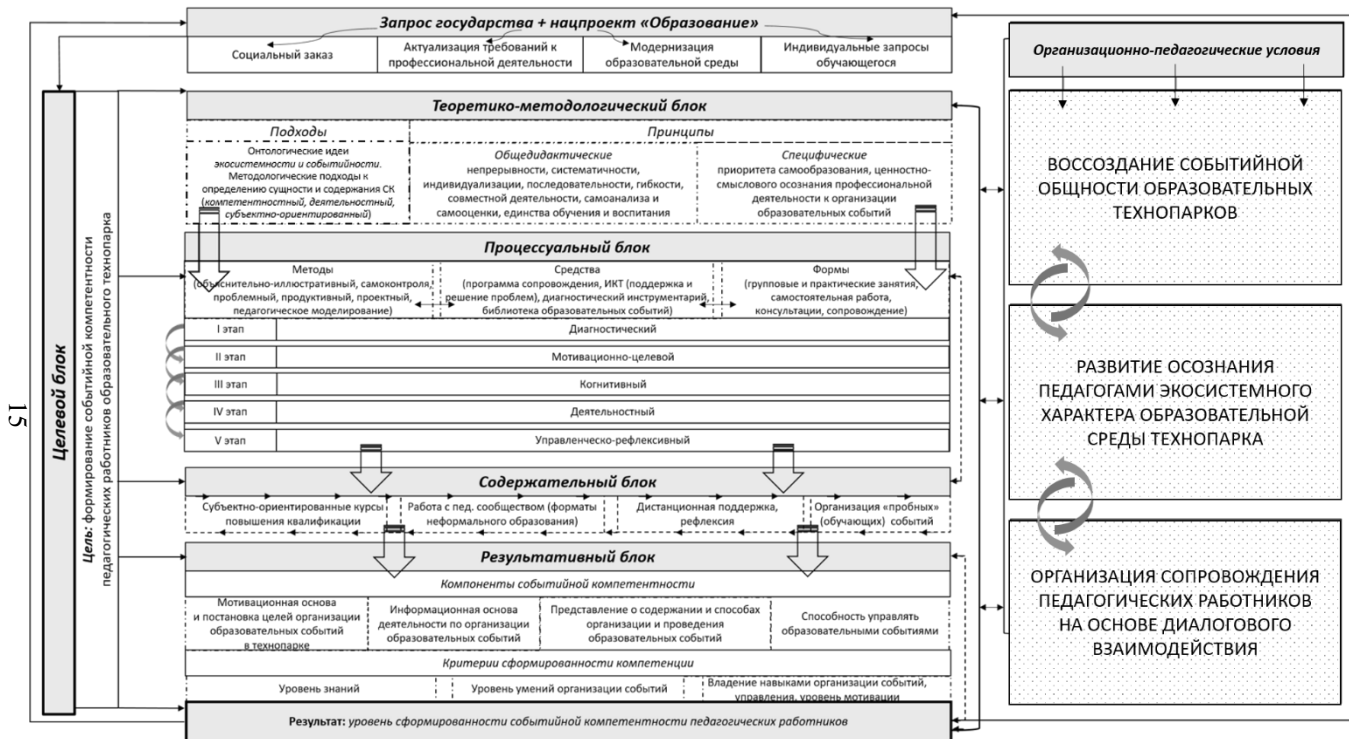 Запрос государства + нацпроект «Образование»
Социальный заказ
Актуализация требований к
профессиональной деятельности
Модернизация
образовательной среды
Индивидуальные запросы
обучающегося
Целевой блок
Цель: формирование событийной компетентности
педагогических работников образовательного технопарка
Теоретико-методологический блок
Подходы
Принципы
Онтологические идеи
экосистемности и событийности.
Методологические подходы к
определению сущности и содержания СК
(компетентностный, деятельностный,
субъектно-ориентированный)
Общедидактические
непрерывности, систематичности,
индивидуализации, последовательности, гибкости,
совместной деятельности, самоанализа и
самооценки, единства обучения и воспитания
Специфические
приоритета самообразования, ценностно-
смыслового осознания профессиональной
деятельности к организации
образовательных событий
Процессуальный блок
Методы
(объяснительно-иллюстративный, самоконтроля,
проблемный, продуктивный, проектный,
педагогическое моделирование)
Средства
(программа сопровождения, ИКТ (поддержка и
решение проблем), диагностический инструментарий,
библиотека образовательных событий)
Формы
(групповые и практические занятия,
самостоятельная работа,
консультации, сопровождение)
I этап
Диагностический
II этап
Мотивационно-целевой
III этап
Когнитивный
IV этап
Деятельностный
V этап
Управленческо-рефлексивный
Содержательный блок
Субъектно-ориентированные курсы
повышения квалификации
Работа с пед. сообществом (форматы
неформального образования)
Дистанционная поддержка,
рефлексия
Организация «пробных»
(обучающих) событий
Результативный блок
Компоненты событийной компетентности
Мотивационная основа
и постановка целей организации
образовательных событий
в технопарке
Информационная основа
деятельности по организации
образовательных событий
Представление о содержании и способах
организации и проведения
образовательных событий
Способность управлять
образовательными событиями
Критерии сформированности компетенции
Уровень знаний
Уровень умений организации событий
Владение навыками организации событий,
управления, уровень мотивации
Результат: уровень сформированности событийной компетентности педагогических работников
Организационно-педагогические условия
ВОССОЗДАНИЕ СОБЫТИЙНОЙ
ОБЩНОСТИ ОБРАЗОВАТЕЛЬНЫХ
ТЕХНОПАРКОВ
РАЗВИТИЕ ОСОЗНАНИЯ
ПЕДАГОГАМИ ЭКОСИСТЕМНОГО
ХАРАКТЕРА ОБРАЗОВАТЕЛЬНОЙ
СРЕДЫ ТЕХНОПАРКА
ОРГАНИЗАЦИЯ СОПРОВОЖДЕНИЯ
ПЕДАГОГИЧЕСКИХ РАБОТНИКОВ
НА ОСНОВЕ ДИАЛОГОВОГО
ВЗАИМОДЕЙСТВИЯ
15